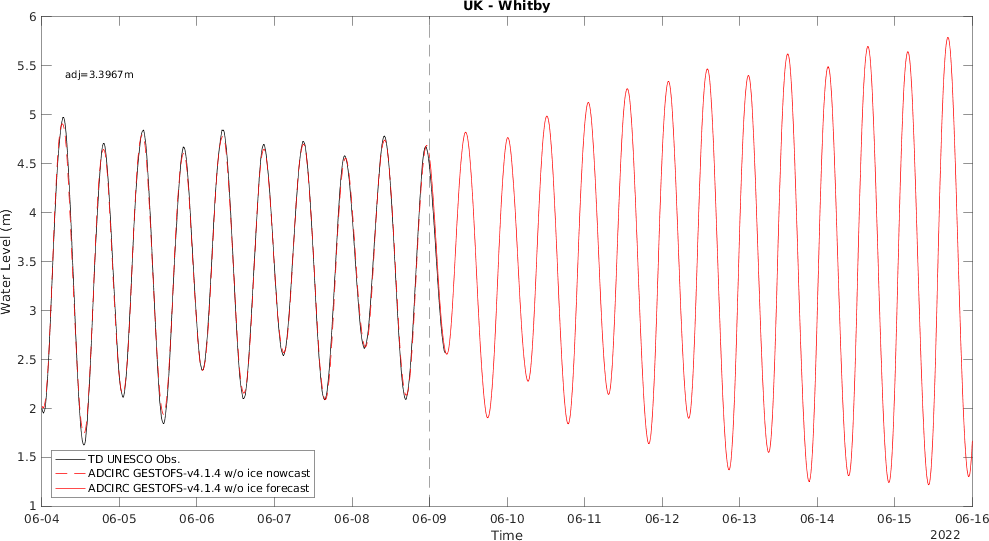 UK - Whitby
6
5.5
5
4.5
4
3.5
3
2.5
2
1.5
1
Water Level (m)
adj=3.3967m
TD UNESCO Obs.
ADCIRC GESTOFS-v4.1.4 w/o ice nowcast
ADCIRC GESTOFS-v4.1.4 w/o ice forecast
06-04 06-05 06-06 06-07 06-08 06-09 06-10 06-11 06-12 06-13 06-14 06-15 06-16
Time
2022